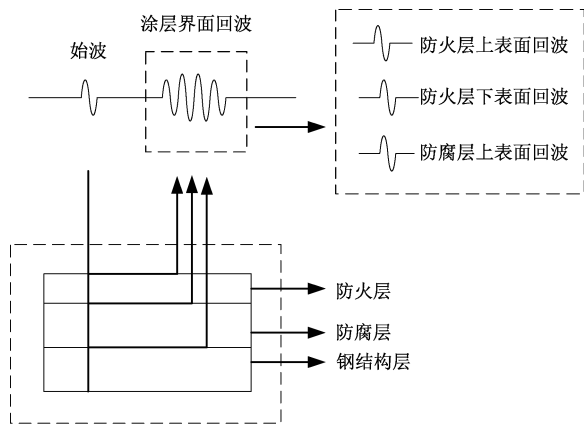 涂层界面回波
始波
防火层上表面回波
防火层下表面回波
防腐层上表面回波
防火层
防腐层
钢结构层